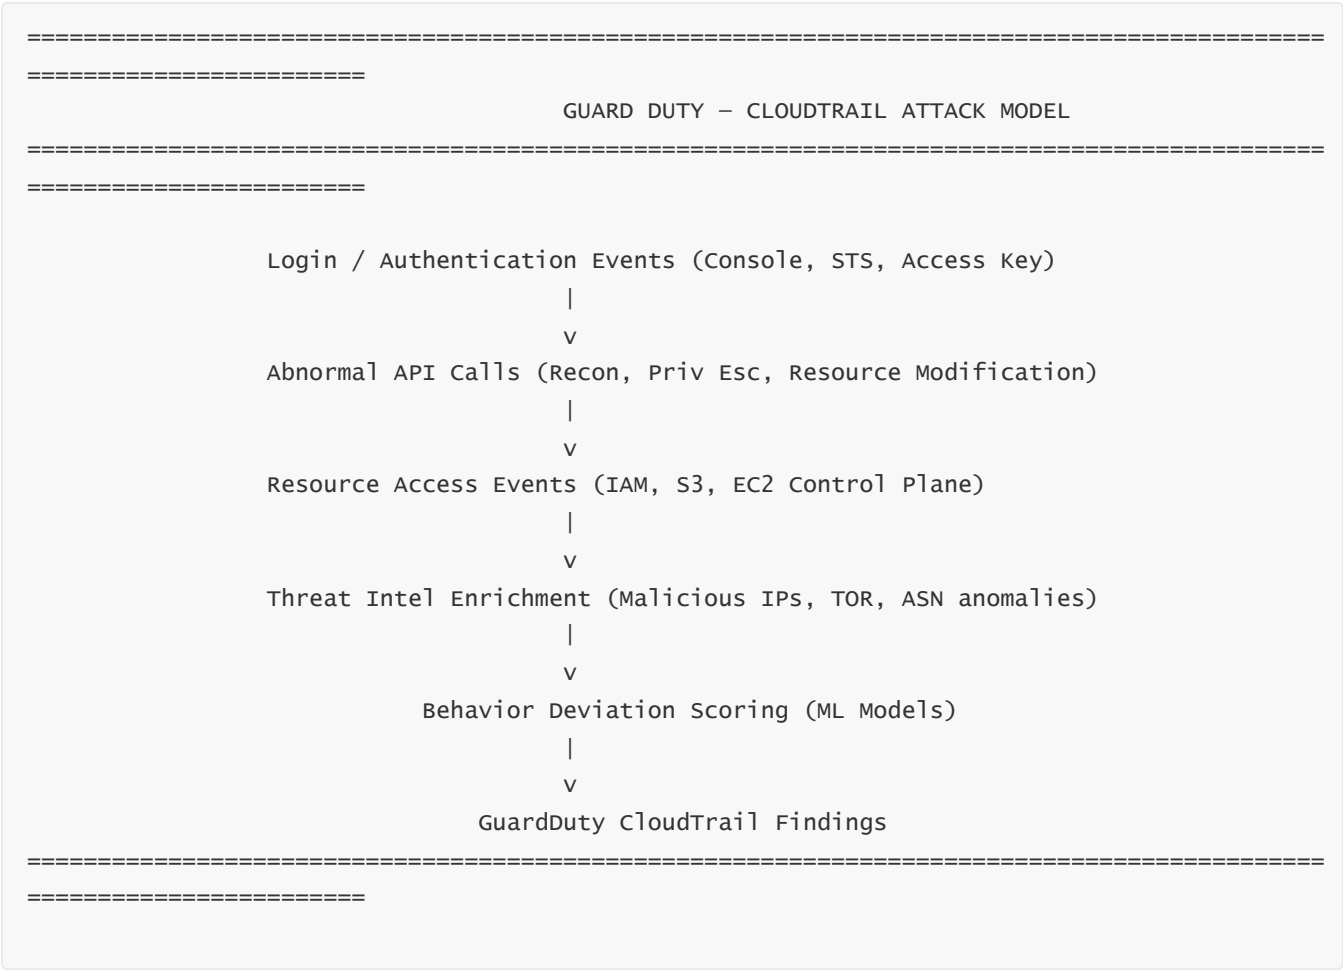 ============================================================================================
========================
GUARD DUTY – CLOUDTRAIL ATTACK MODEL
============================================================================================
========================
Login / Authentication Events (Console, STS, Access Key)
|
v
Abnormal API Calls (Recon, Priv Esc, Resource Modification)
|
v
Resource Access Events (IAM, S3, EC2 Control Plane)
|
v
Threat Intel Enrichment (Malicious IPs, TOR, ASN anomalies)
|
v
Behavior Deviation Scoring (ML Models)
|
v
GuardDuty CloudTrail Findings
============================================================================================
========================